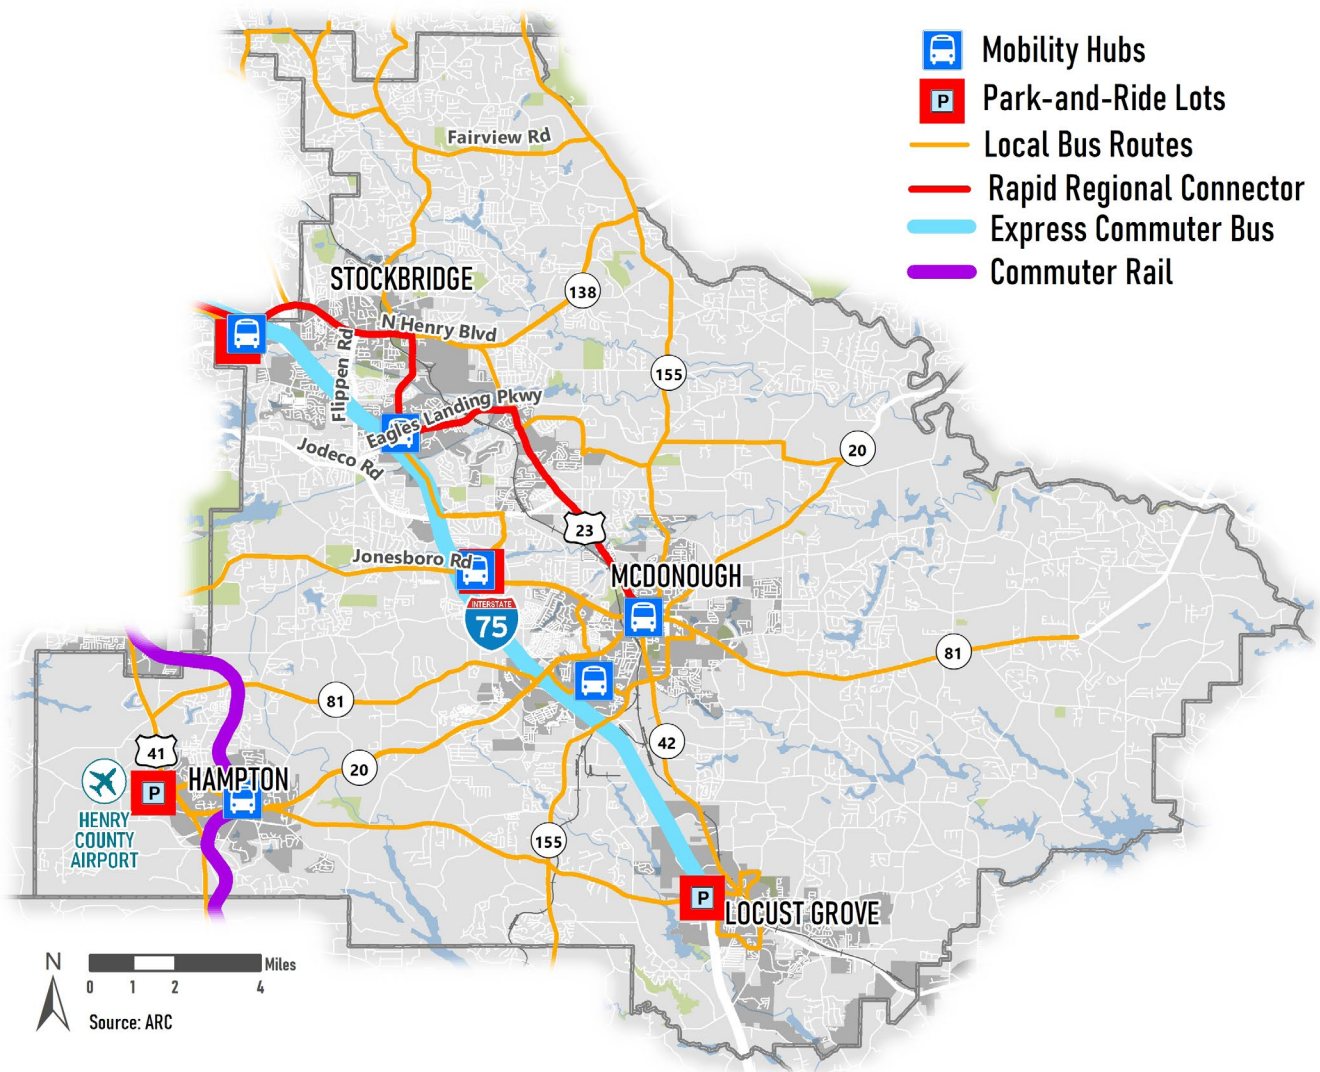 Mobility Hubs
P
Park-and-Ride Lots
Local Bus Routes
Rapid Regional Connector
Express Commuter Bus
Commuter Rail
Fairview Rd
STOCKBRIDGE
138
N Henry Blvd
Flippen Rd
155
Eagles Landing Pkwy
Jodeco Rd
20
23
Jonesboro Rd
MCDONOUGH
INTERSTATE
75
81
81
42
41
20
HAMPTON
P
HENRY
COUNTY
AIRPORT
155
P
LOCUST GROVE
N
Miles
0 1 2 4
Source: ARC